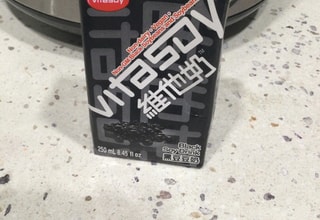 vitasoy
vitasoy
維他奶
Black
Soy Drink
黑豆豆奶
250 mL 8.45 fl oz